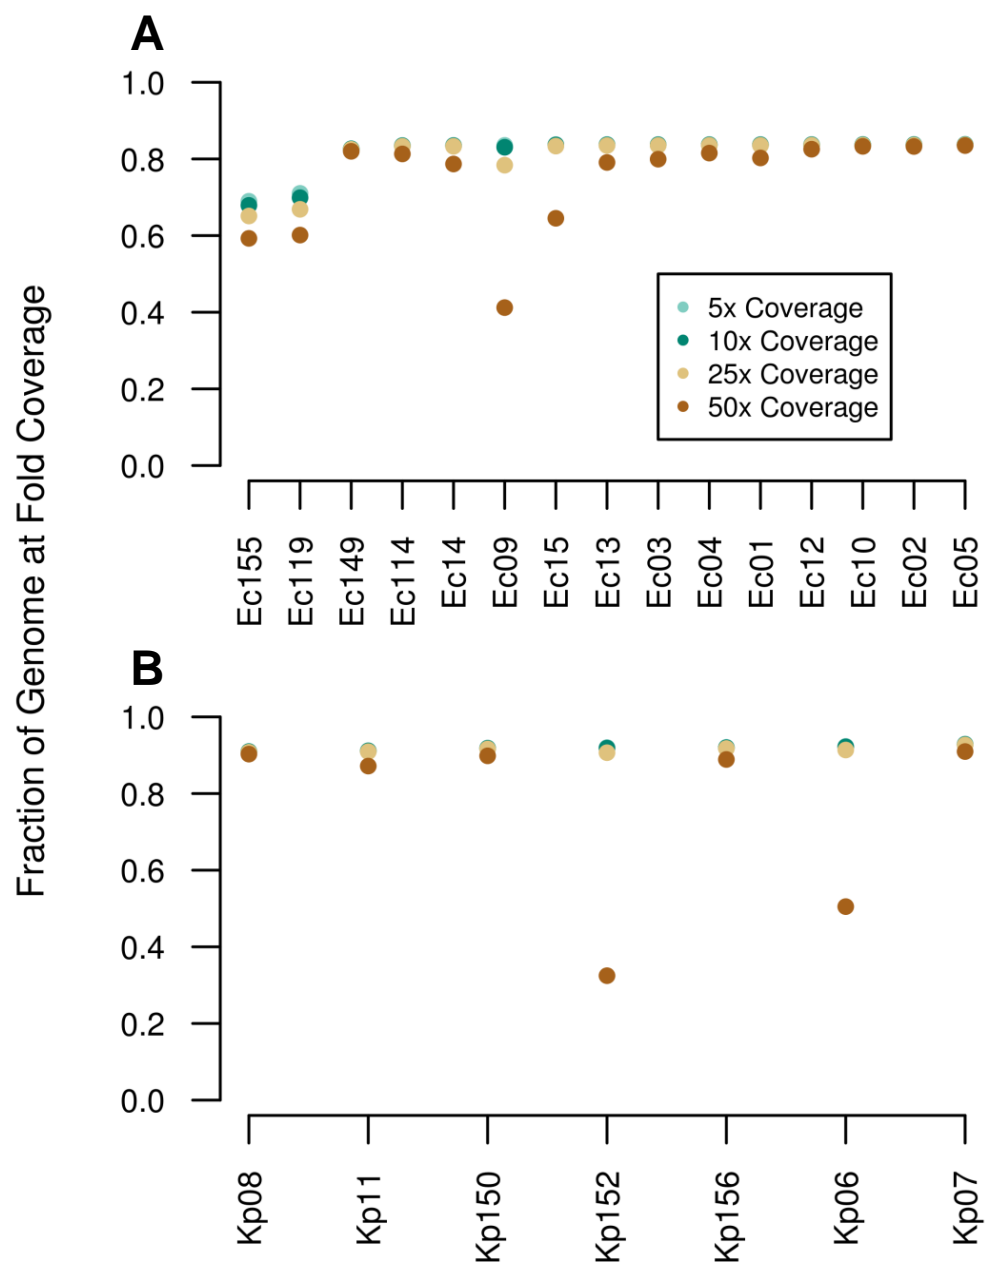 A
Fraction of Genome at Fold Coverage
1.0
0.8
0.6
0.4
0.2
0.0
5x Coverage
10x Coverage
25x Coverage
50x Coverage
Ec155
Ec119
Ec149
Ec114
Ec14
Ec09
Ec15
Ec13
Ec03
Ec04
Ec01
Ec12
Ec10
Ec02
Ec05
B
1.0
0.8
0.6
0.4
0.2
0.0
Kp08
Kp11
Kp150
Kp152
Kp156
Kp06
Kp07